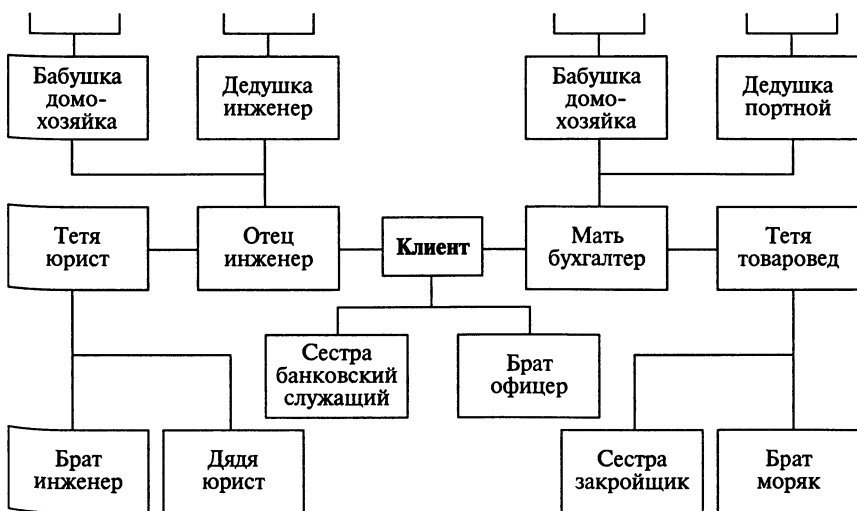 Бабушка
домо-
хозяйка
Дедушка
инженер
Бабушка
домо-
хозяйка
Дедушка
портной
Тетя
юрист
Отец
инженер
Клиент
Мать
бухгалтер
Тетя
товаровед
Сестра
банковский
служащий
Брат
офицер
Брат
инженер
Дядя
юрист
Сестра
закройщик
Брат
моряк